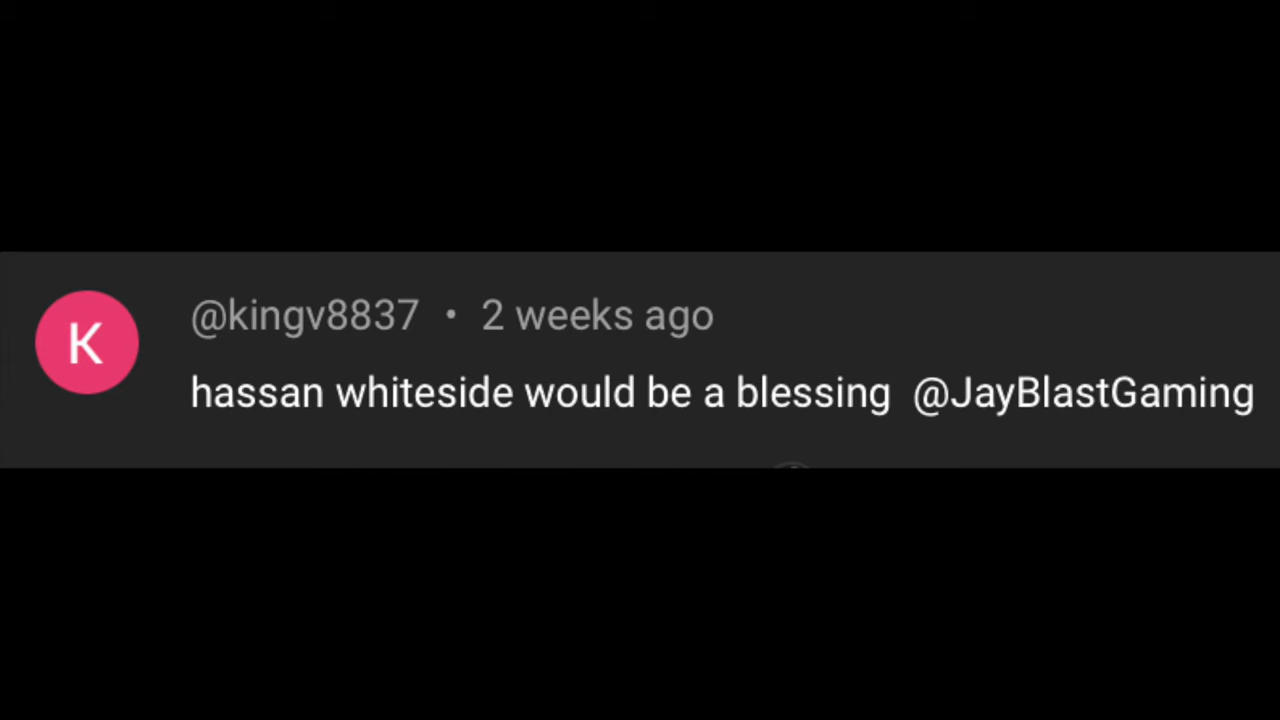 K
@kingv8837 • 2 weeks ago
hassan whiteside would be a blessing @JayBlastGaming